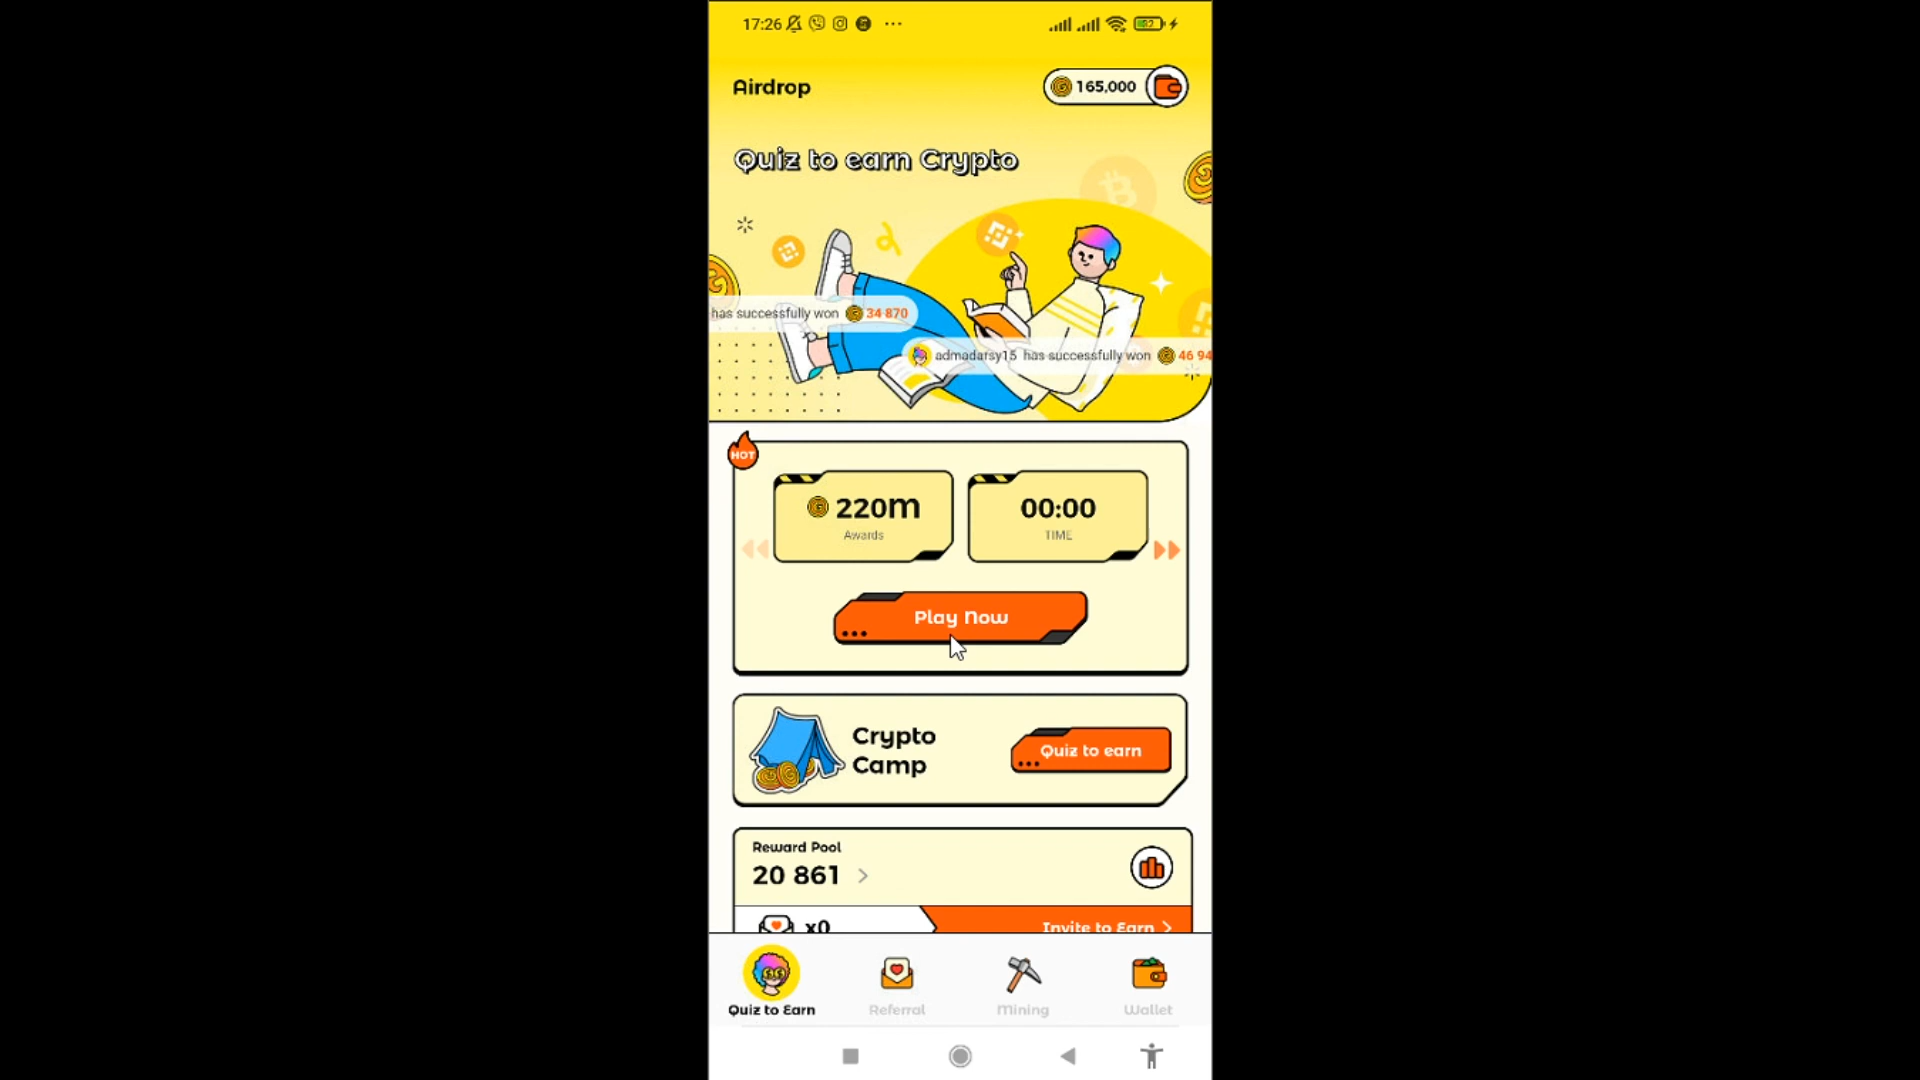 17:26 82
Airdrop
165,000
Quiz to earn Crypto
has successfully won 34 870
admadarsy15 has successfully won 46 94
HOT
220m
Awards
00:00
TIME
Play Now
Crypto
Camp
Quiz to earn
Reward Pool
20 861
x0
Invite to Earn
Quiz to Earn
Referral
Mining
Wallet